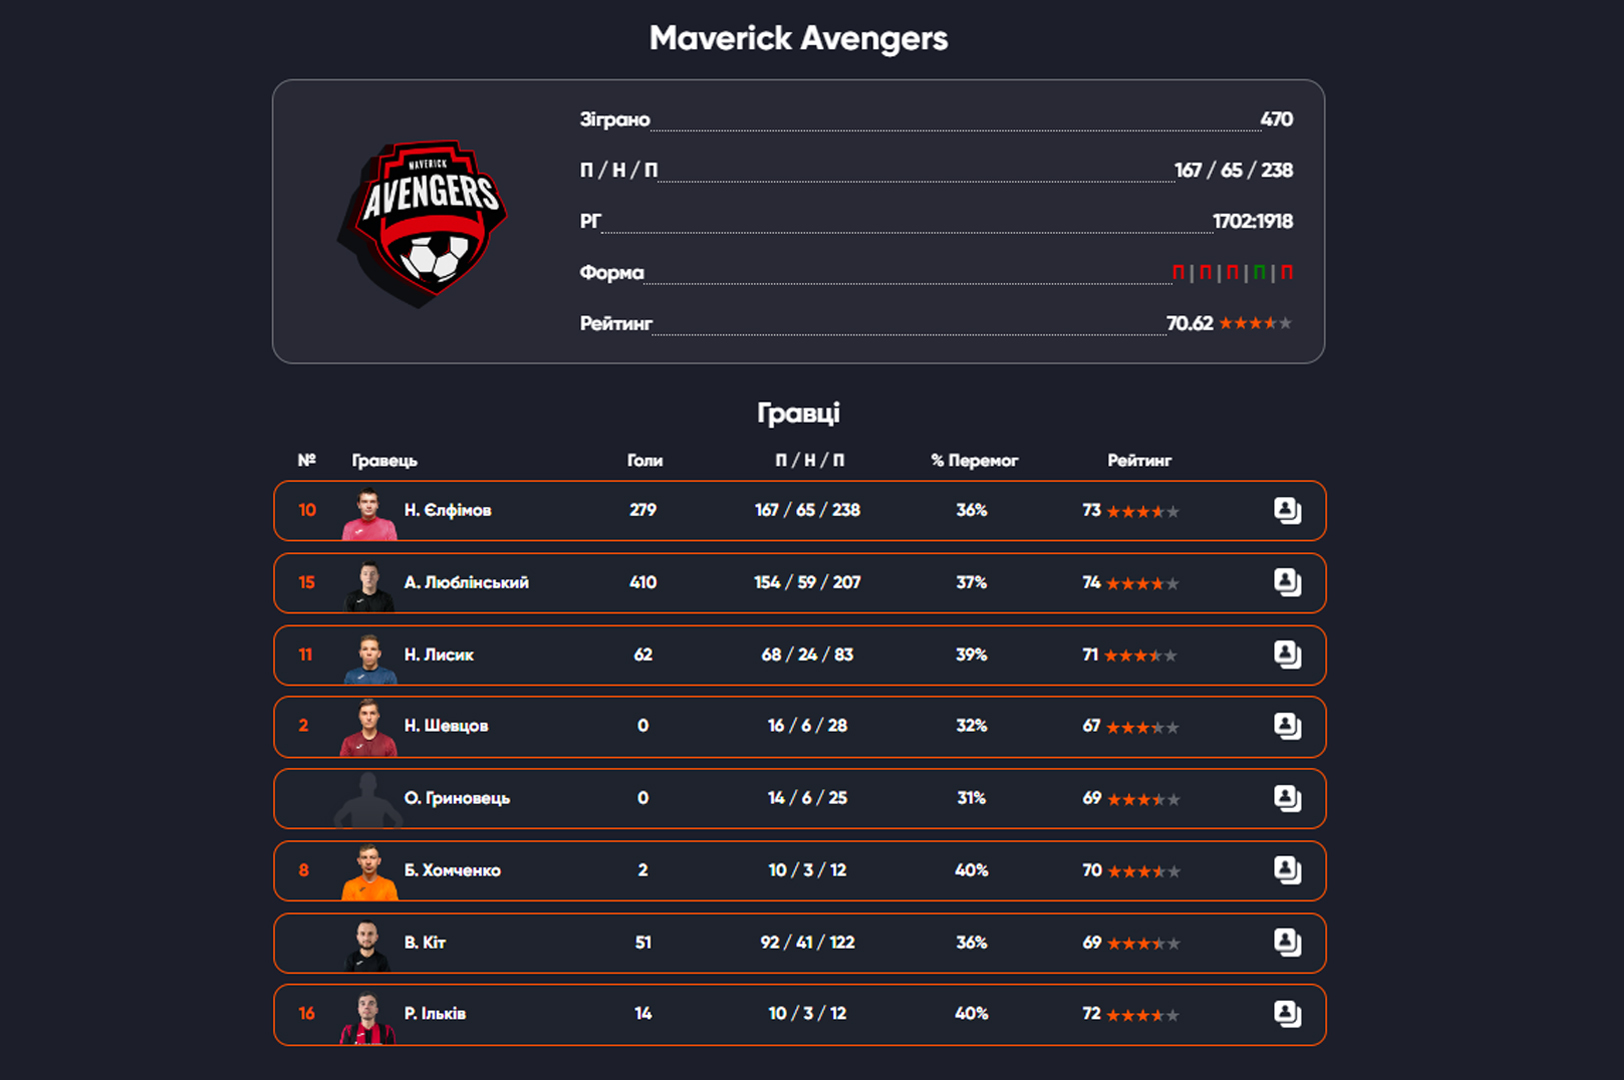 Maverick Avengers
MAVERICK
AVENGERS
Зіграно 470
П / Н / П 167 / 65 / 238
РГ 1702:1918
Форма П | П | П | П | П
Рейтинг 70.62
Гравці
№ Гравець Голи П / Н / П % Перемог Рейтинг
10 Н. Єлфімов 279 167 / 65 / 238 36% 73
15 А. Люблінський 410 154 / 59 / 207 37% 74
11 Н. Лисик 62 68 / 24 / 83 39% 71
2 Н. Шевцов 0 16 / 6 / 28 32% 67
О. Гриновець 0 14 / 6 / 25 31% 69
8 Б. Хомченко 2 10 / 3 / 12 40% 70
В. Кіт 51 92 / 41 / 122 36% 69
16 Р. Ільків 14 10 / 3 / 12 40% 72